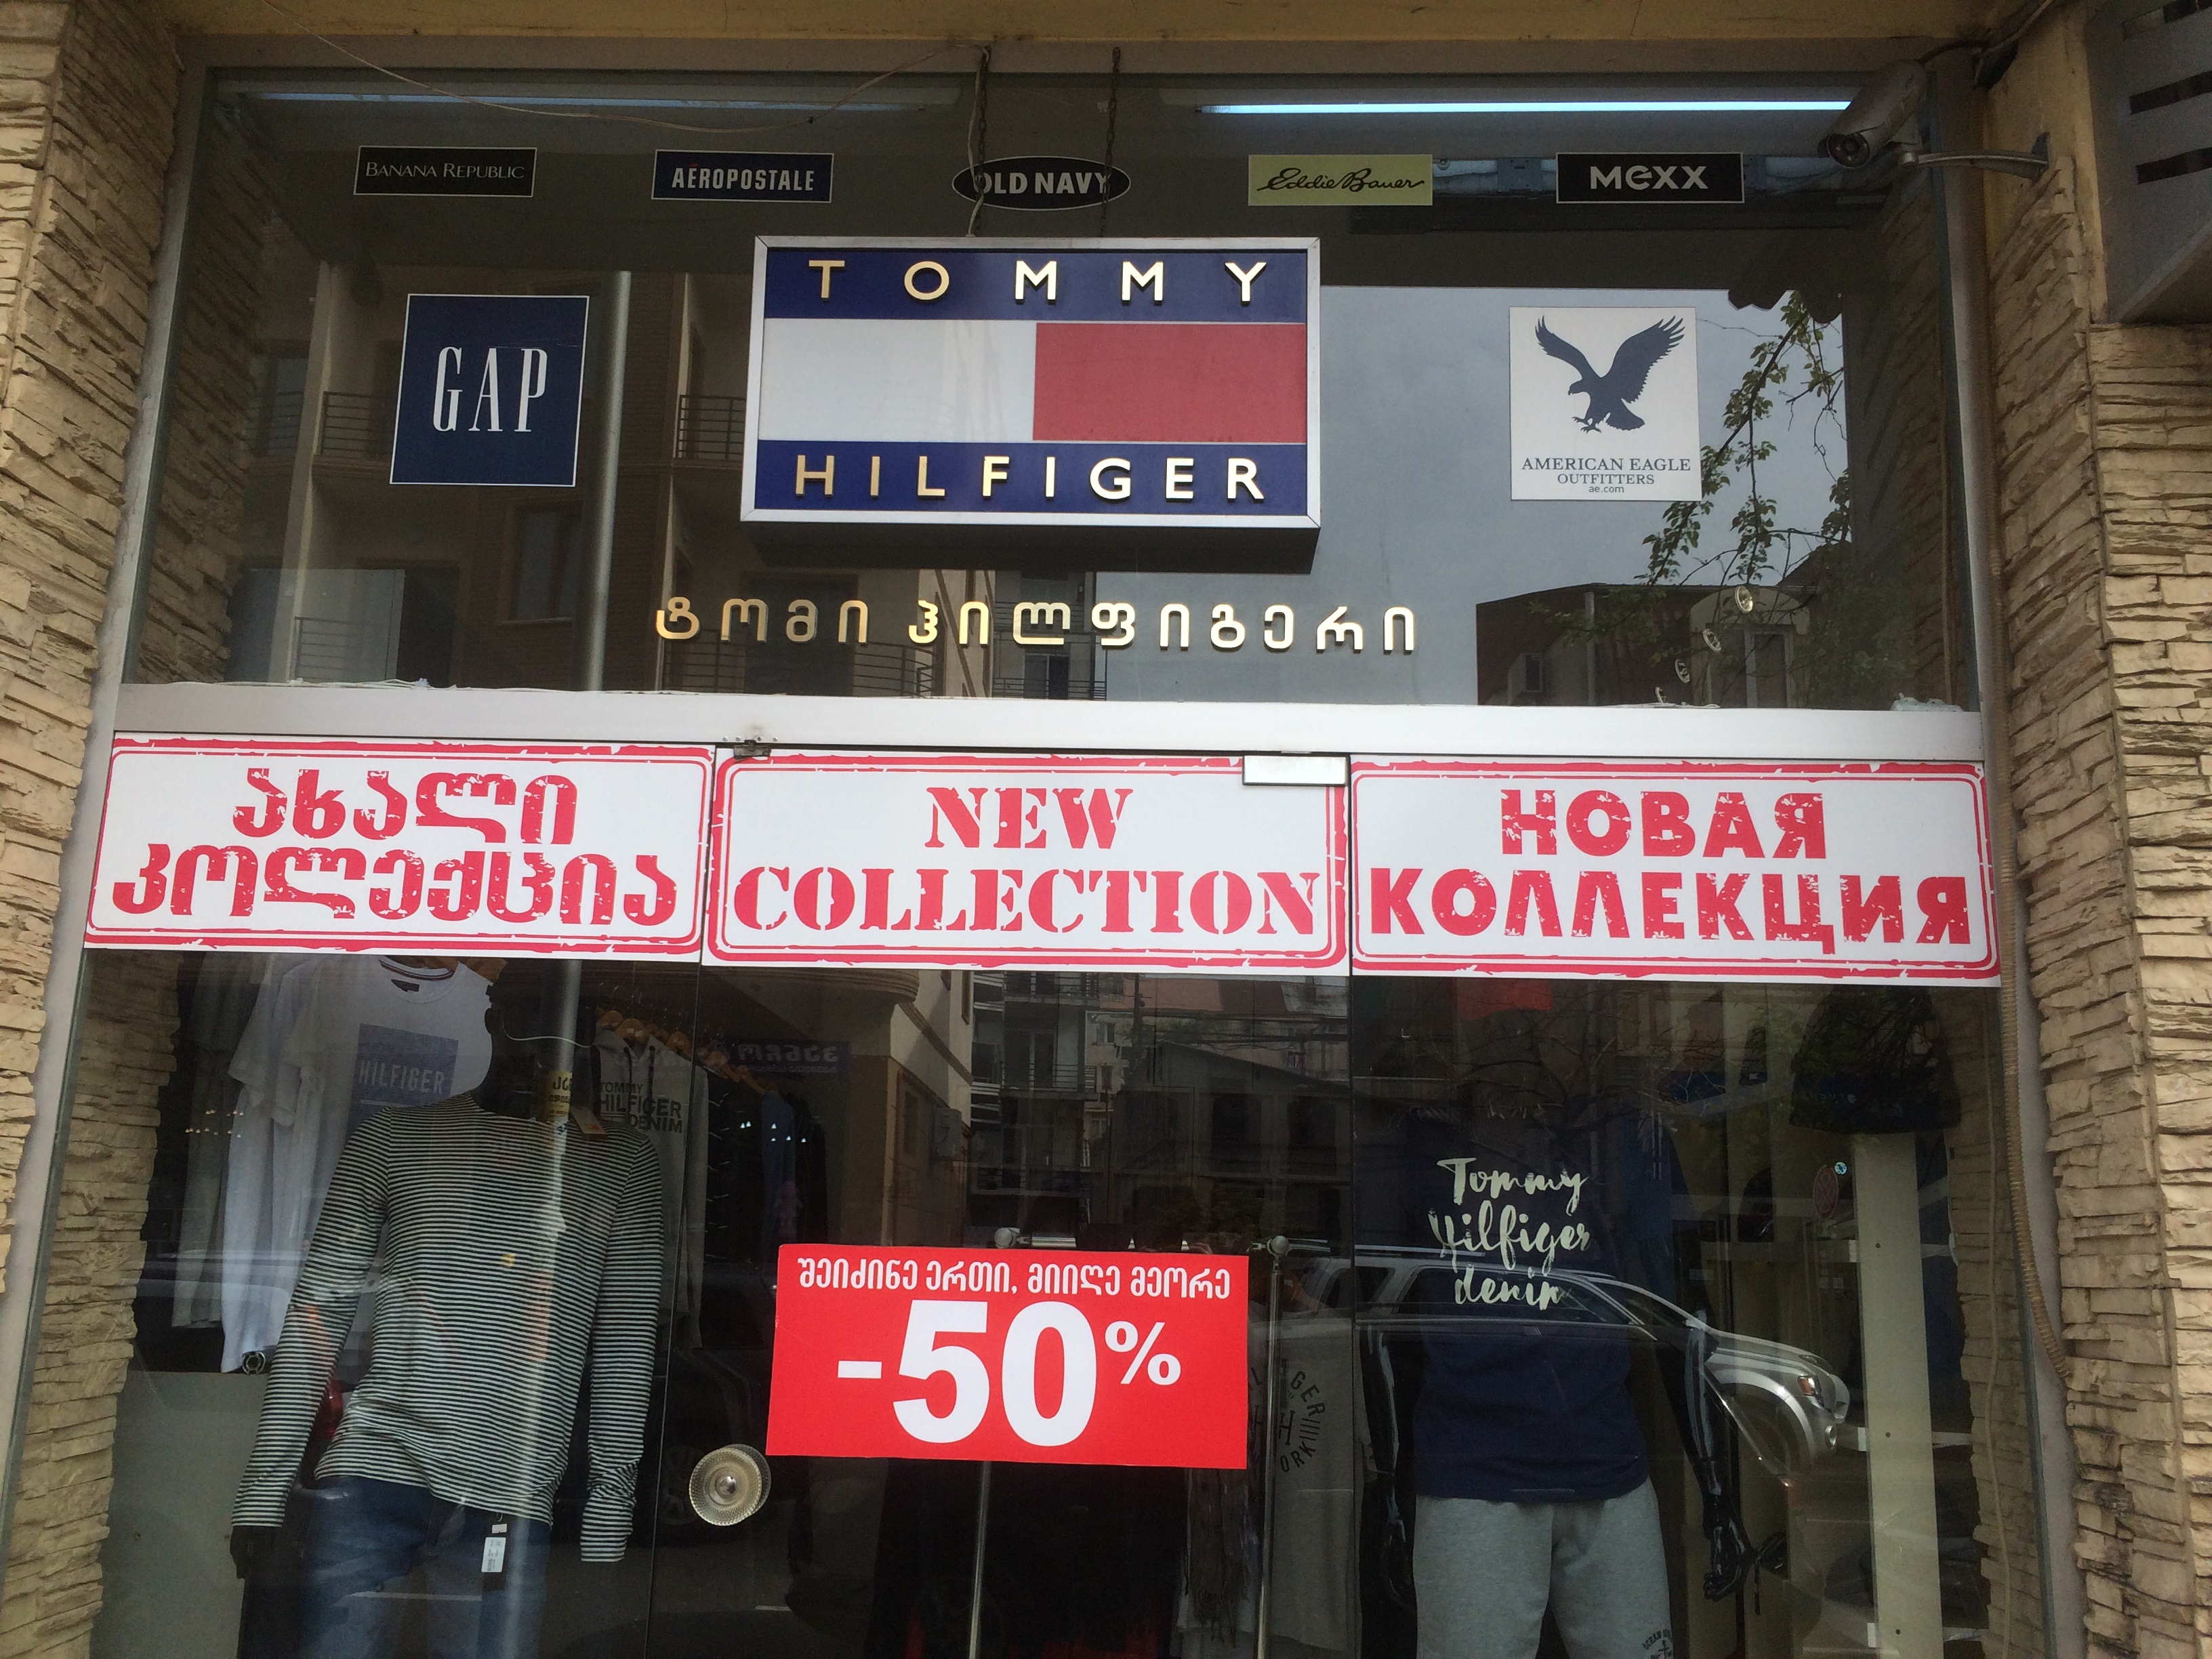 BANANA REPUBLIC
AÉROPOSTALE
OLD NAVY
Eddie Bauer
MEXX
TOMMY
HILFIGER
GAP
AMERICAN EAGLE
OUTFITTERS
ae.com
ტომი ჰილფიგერი
ახალი
კოლექცია
NEW
COLLECTION
НОВАЯ
КОЛЛЕКЦИЯ
HILFIGER
TOMMY
HILFIGER
DENIM
Tommy
Hilfiger
denim
შეიძინე ერთი, მიიღე მეორე
-50%